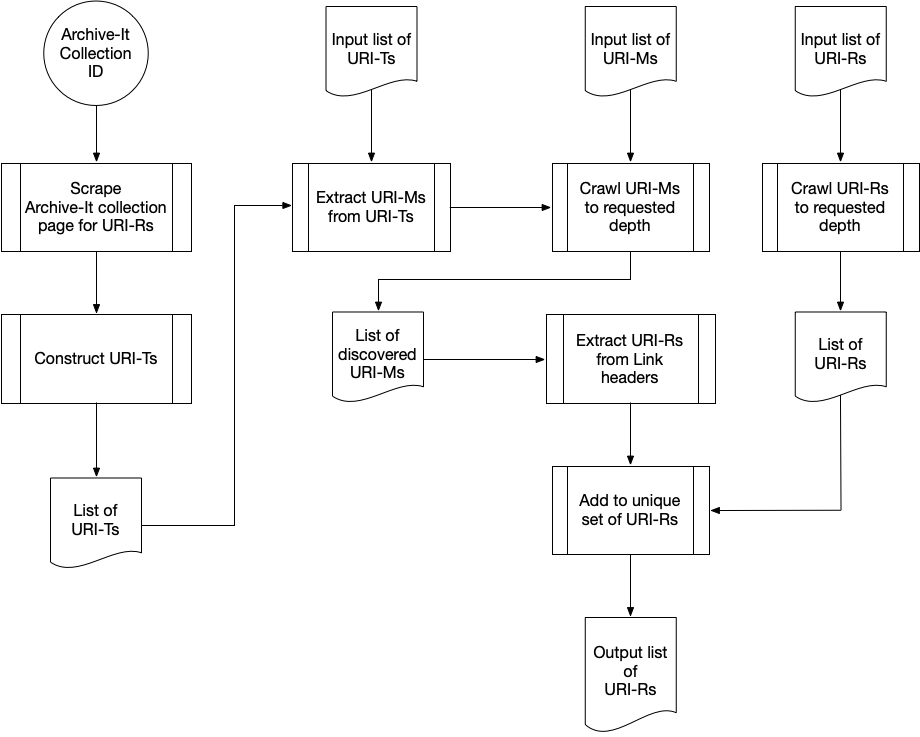 Archive-It
Collection
ID
Input list of
URI-Ts
Input list of
URI-Ms
Input list of
URI-Rs
Scrape
Archive-It collection
page for URI-Rs
Extract URI-Ms
from URI-Ts
Crawl URI-Ms
to requested
depth
Crawl URI-Rs
to requested
depth
Construct URI-Ts
List of
discovered
URI-Ms
Extract URI-Rs
from Link
headers
List of
URI-Rs
List of
URI-Ts
Add to unique
set of URI-Rs
Output list
of
URI-Rs